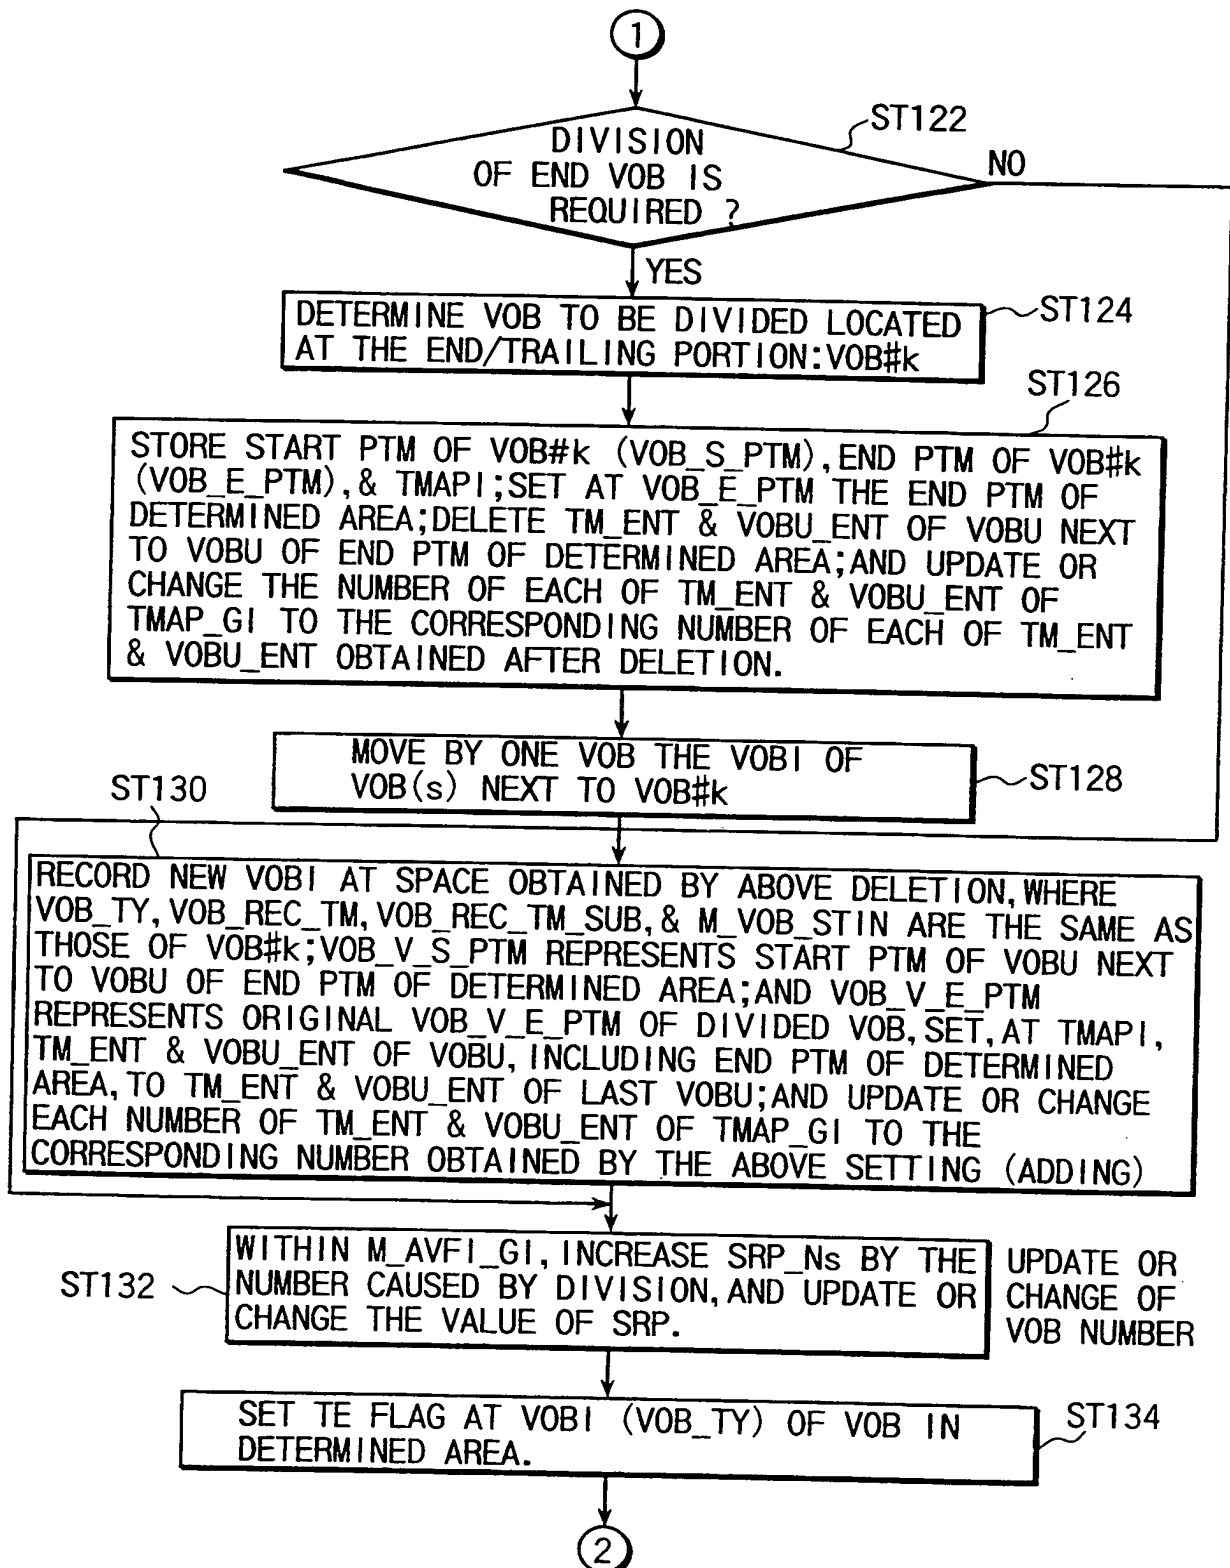 1
ST122
DIVISION
OF END VOB IS
REQUIRED ?
NO
YES
DETERMINE VOB TO BE DIVIDED LOCATED
AT THE END/TRAILING PORTION:VOB#k
ST124
ST126
STORE START PTM OF VOB#k (VOB_S_PTM), END PTM OF VOB#k
(VOB_E_PTM), & TMAPI;SET AT VOB_E_PTM THE END PTM OF
DETERMINED AREA;DELETE TM_ENT & VOBU_ENT OF VOBU NEXT
TO VOBU OF END PTM OF DETERMINED AREA;AND UPDATE OR
CHANGE THE NUMBER OF EACH OF TM_ENT & VOBU_ENT OF
TMAP_GI TO THE CORRESPONDING NUMBER OF EACH OF TM_ENT
& VOBU_ENT OBTAINED AFTER DELETION.
MOVE BY ONE VOB THE VOBI OF
VOB(s) NEXT TO VOB#k
ST128
ST130
RECORD NEW VOBI AT SPACE OBTAINED BY ABOVE DELETION, WHERE
VOB_TY, VOB_REC_TM, VOB_REC_TM_SUB, & M_VOB_STIN ARE THE SAME AS
THOSE OF VOB#k;VOB_V_S_PTM REPRESENTS START PTM OF VOBU NEXT
TO VOBU OF END PTM OF DETERMINED AREA;AND VOB_V_E_PTM
REPRESENTS ORIGINAL VOB_V_E_PTM OF DIVIDED VOB, SET, AT TMAPI,
TM_ENT & VOBU_ENT OF VOBU, INCLUDING END PTM OF DETERMINED
AREA, TO TM_ENT & VOBU_ENT OF LAST VOBU;AND UPDATE OR CHANGE
EACH NUMBER OF TM_ENT & VOBU_ENT OF TMAP_GI TO THE
CORRESPONDING NUMBER OBTAINED BY THE ABOVE SETTING (ADDING)
ST132
WITHIN M_AVFI_GI, INCREASE SRP_Ns BY THE
NUMBER CAUSED BY DIVISION, AND UPDATE OR
CHANGE THE VALUE OF SRP.
UPDATE OR
CHANGE OF
VOB NUMBER
SET TE FLAG AT VOBI (VOB_TY) OF VOB IN
DETERMINED AREA.
ST134
2